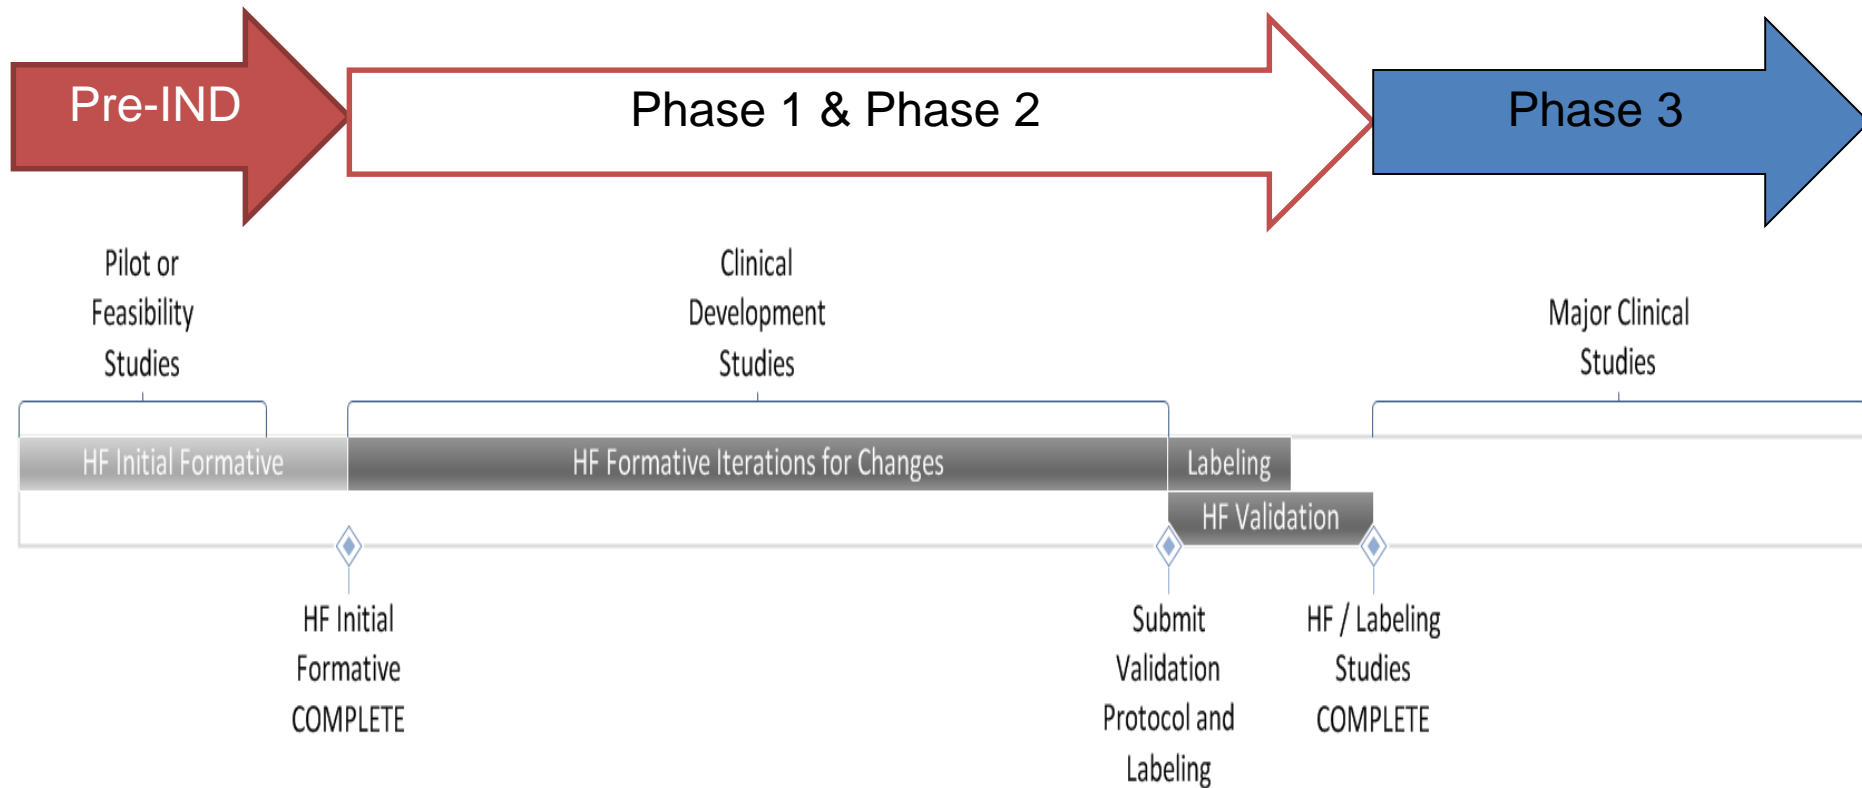 Pre-IND
Phase 1 & Phase 2
Phase 3
Pilot or
Feasibility
Studies
Clinical
Development
Studies
Major Clinical
Studies
HF Initial Formative
HF Formative Iterations for Changes
Labeling
HF Validation
HF Initial
Formative
COMPLETE
Submit
Validation
Protocol and
Labeling
HF / Labeling
Studies
COMPLETE